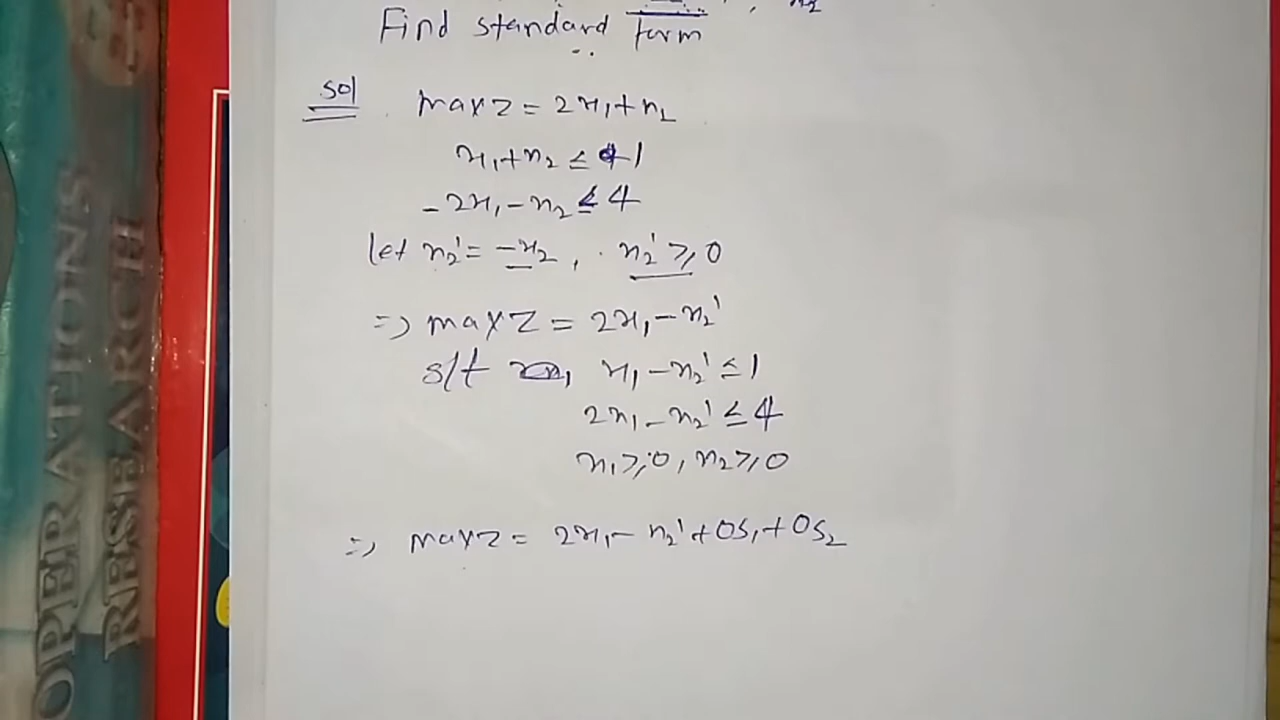 Find standard form
sol max z = 2x₁ + x₂
x₁ + x₂ ≤ 1
-2x₁ - x₂ ≤ 4
let x₂' = -x₂, x₂' ≥ 0
=> max z = 2x₁ - x₂'
s/t x₁ - x₂' ≤ 1
2x₁ - x₂' ≤ 4
x₁ ≥ 0, x₂ ≥ 0
=> max z = 2x₁ - x₂' + 0s₁ + 0s₂
OPERATIONS
RESEARCH